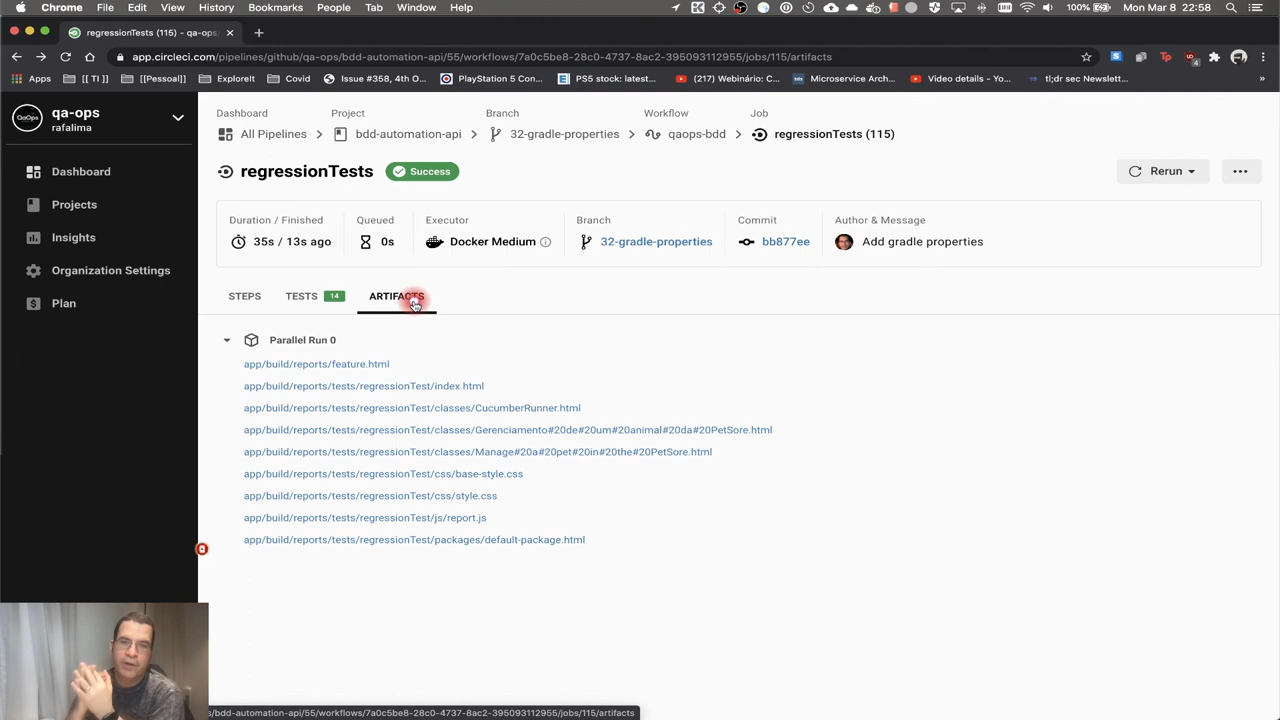 Chrome File Edit View History Bookmarks Profiles Tab Window Help
100% Mon Mar 8 22:58
regressionTests (115) - qa-ops/
app.circleci.com/pipelines/github/qa-ops/bdd-automation-api/55/workflows/7a0c5be8-28c0-4737-8ac2-395093112955/jobs/115/artifacts
Apps [ TI ] [Pessoal] ExploreIt Covid Issue #358, 4th O... PlayStation 5 Con... PS5 stock: latest... (217) Webinário: C... Microservice Arch... Video details - Yo... tl;dr sec Newslett... »
QaOps
qa-ops
rafalima
Dashboard
Projects
Insights
Organization Settings
Plan
Dashboard Project Branch Workflow Job
All Pipelines bdd-automation-api 32-gradle-properties qaops-bdd regressionTests (115)
regressionTests Success Rerun
Duration / Finished Queued Executor Branch Commit Author & Message
35s / 13s ago 0s Docker Medium 32-gradle-properties bb877ee Add gradle properties
STEPS TESTS 14 ARTIFACTS
Parallel Run 0
app/build/reports/feature.html
app/build/reports/tests/regressionTest/index.html
app/build/reports/tests/regressionTest/classes/CucumberRunner.html
app/build/reports/tests/regressionTest/classes/Gerenciamento#20de#20um#20animal#20da#20PetSore.html
app/build/reports/tests/regressionTest/classes/Manage#20a#20pet#20in#20the#20PetSore.html
app/build/reports/tests/regressionTest/css/base-style.css
app/build/reports/tests/regressionTest/css/style.css
app/build/reports/tests/regressionTest/js/report.js
app/build/reports/tests/regressionTest/packages/default-package.html
/bdd-automation-api/55/workflows/7a0c5be8-28c0-4737-8ac2-395093112955/jobs/115/artifacts